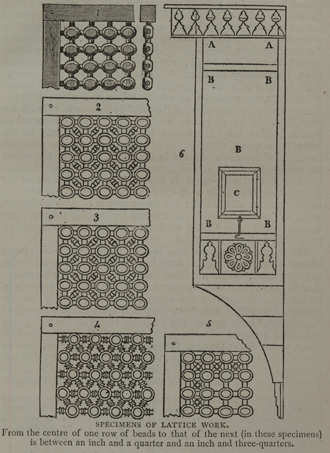 1
2
3
4
5
6
A A
B B
B
C
B B
SPECIMENS OF LATTICE WORK.
From the centre of one row of beads to that of the next (in these specimens)
is between an inch and a quarter and an inch and three-quarters.